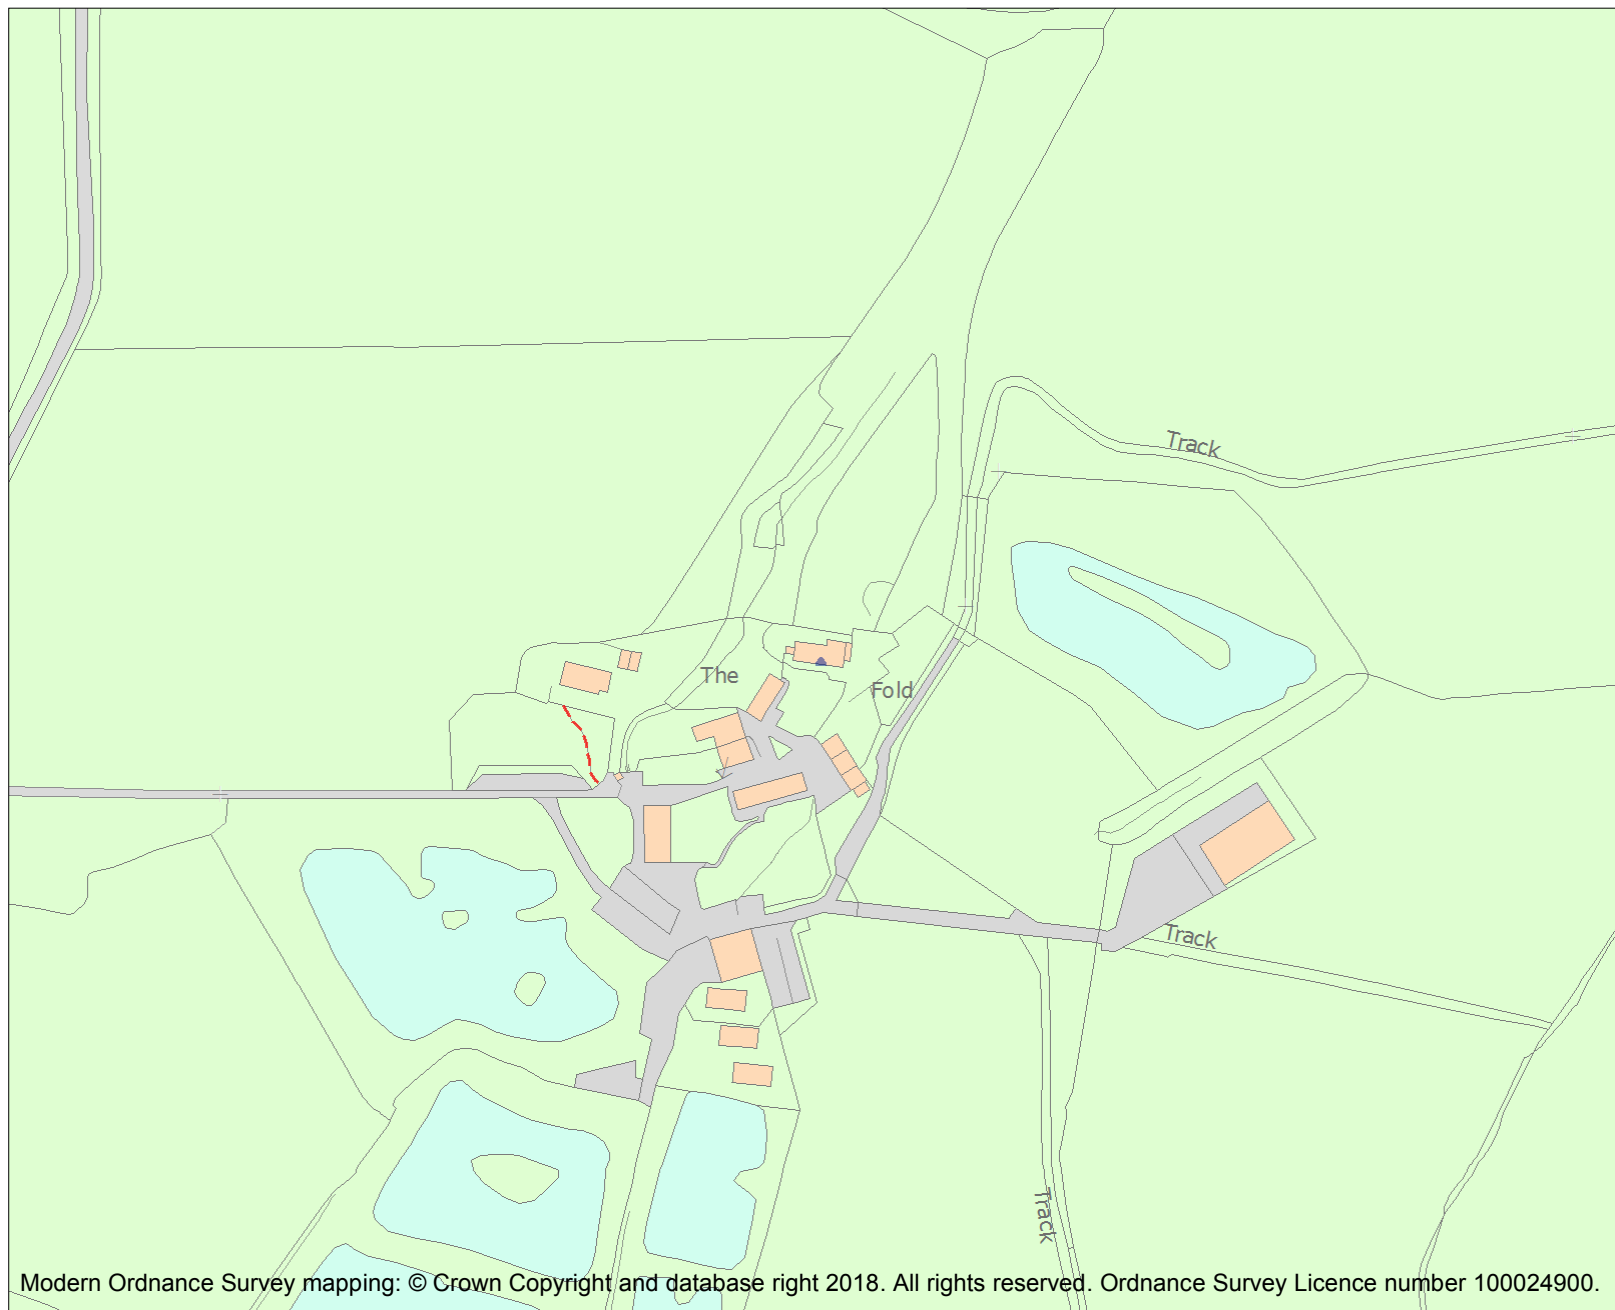 Track
The
Fold
Track
Track
Modern Ordnance Survey mapping: © Crown Copyright and database right 2018. All rights reserved. Ordnance Survey Licence number 100024900.